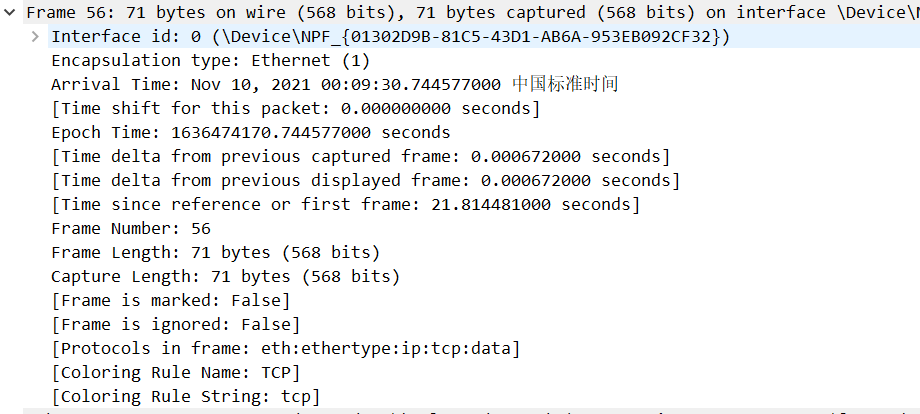 Frame 56: 71 bytes on wire (568 bits), 71 bytes captured (568 bits) on interface \Device\
Interface id: 0 (\Device\NPF_{01302D9B-81C5-43D1-AB6A-953EB092CF32})
Encapsulation type: Ethernet (1)
Arrival Time: Nov 10, 2021 00:09:30.744577000 中国标准时间
[Time shift for this packet: 0.000000000 seconds]
Epoch Time: 1636474170.744577000 seconds
[Time delta from previous captured frame: 0.000672000 seconds]
[Time delta from previous displayed frame: 0.000672000 seconds]
[Time since reference or first frame: 21.814481000 seconds]
Frame Number: 56
Frame Length: 71 bytes (568 bits)
Capture Length: 71 bytes (568 bits)
[Frame is marked: False]
[Frame is ignored: False]
[Protocols in frame: eth:ethertype:ip:tcp:data]
[Coloring Rule Name: TCP]
[Coloring Rule String: tcp]